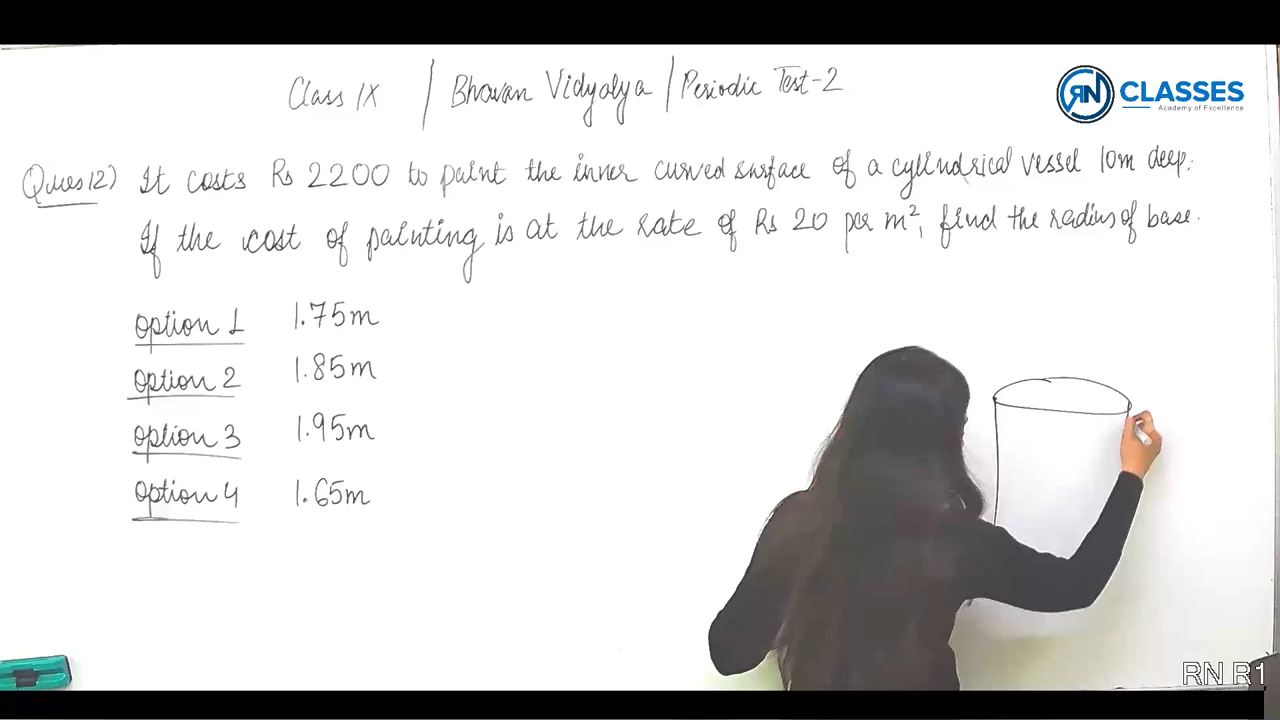 Class IX / Bhavan Vidyalya / Periodic Test-2
RN CLASSES
Academy of Excellence
Ques 12) It costs Rs 2200 to paint the inner curved surface of a cylindrical vessel 10m deep.
If the cost of painting is at the rate of Rs 20 per m², find the radius of base.
Option 1 1.75m
Option 2 1.85m
Option 3 1.95m
Option 4 1.65m
RN R1